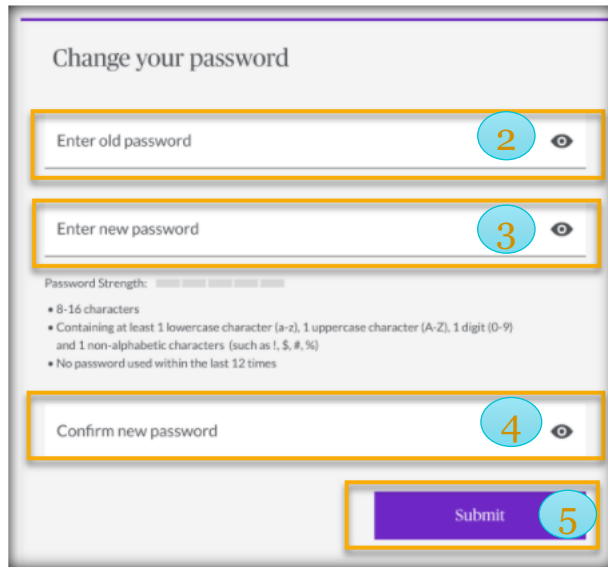 Change your password
Enter old password 2
Enter new password 3
Password Strength:
• 8-16 characters
• Containing at least 1 lowercase character (a-z), 1 uppercase character (A-Z), 1 digit (0-9)
and 1 non-alphabetic characters (such as !, $, #, %)
• No password used within the last 12 times
Confirm new password 4
Submit 5